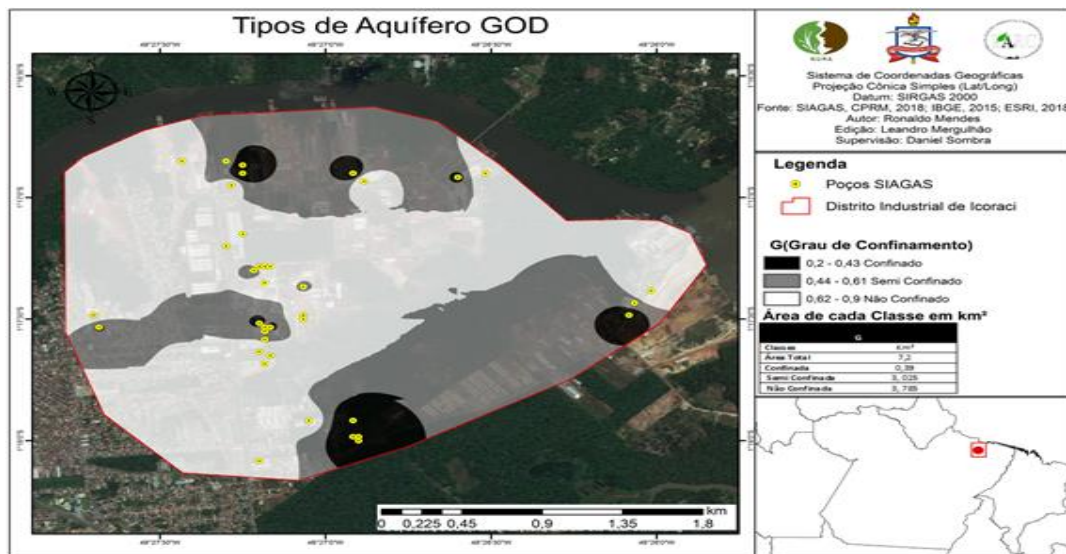 Tipos de Aquífero GOD
Sistema de Coordenadas Geográficas
Projeção Cônica Simples (Lat/Long)
Datum: SIRGAS 2000
Fonte: SIAGAS, CPRM, 2018; IBGE, 2015; ESRI, 2018
Autor: Ronaldo Mendes
Edição: Leandro Mergulhão
Supervisão: Daniel Sombra
Legenda
Poços SIAGAS
Distrito Industrial de Icoraci
G(Grau de Confinamento)
0,2 - 0,43 Confinado
0,44 - 0,61 Semi Confinado
0,62 - 0,9 Não Confinado
Área de cada Classe em km²
G
Classes Km²
Área Total 7,2
Confinada 0,39
Semi Confinada 3, 025
Não Confinada 3, 785
km
0 0,225 0,45 0,9 1,35 1,8